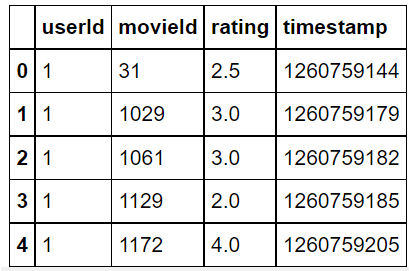 userId movieId rating timestamp
0 1 31 2.5 1260759144
1 1 1029 3.0 1260759179
2 1 1061 3.0 1260759182
3 1 1129 2.0 1260759185
4 1 1172 4.0 1260759205